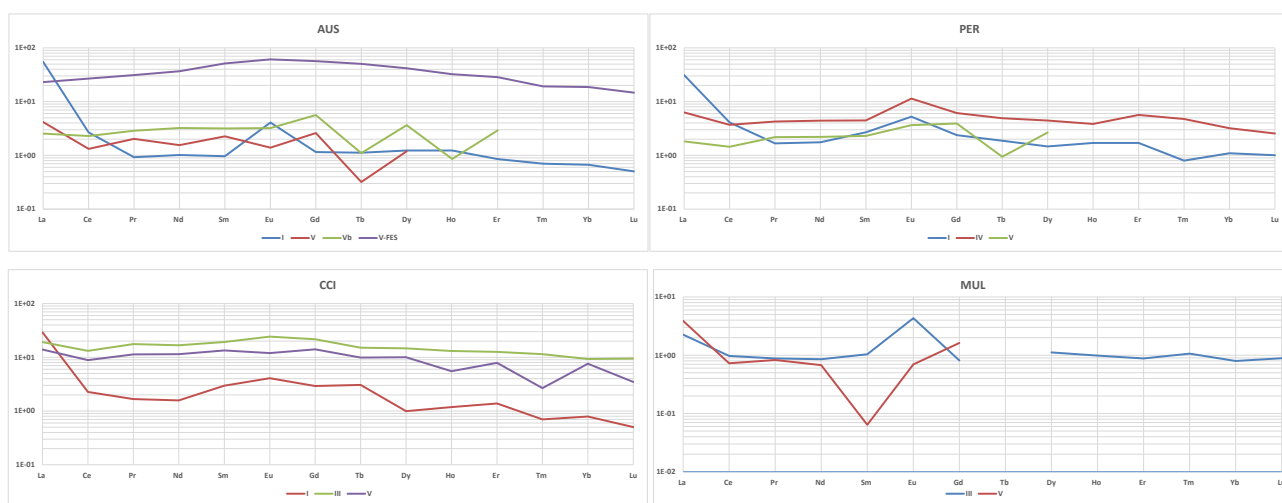 AUS
1E+02
1E+01
1E+00
1E-01
La Ce Pr Nd Sm Eu Gd Tb Dy Ho Er Tm Yb Lu
I V Vb V-FES
PER
1E+02
1E+01
1E+00
1E-01
La Ce Pr Nd Sm Eu Gd Tb Dy Ho Er Tm Yb Lu
I IV V
CCI
1E+02
1E+01
1E+00
1E-01
La Ce Pr Nd Sm Eu Gd Tb Dy Ho Er Tm Yb Lu
I III V
MUL
1E+01
1E+00
1E-01
1E-02
La Ce Pr Nd Sm Eu Gd Tb Dy Ho Er Tm Yb Lu
III V